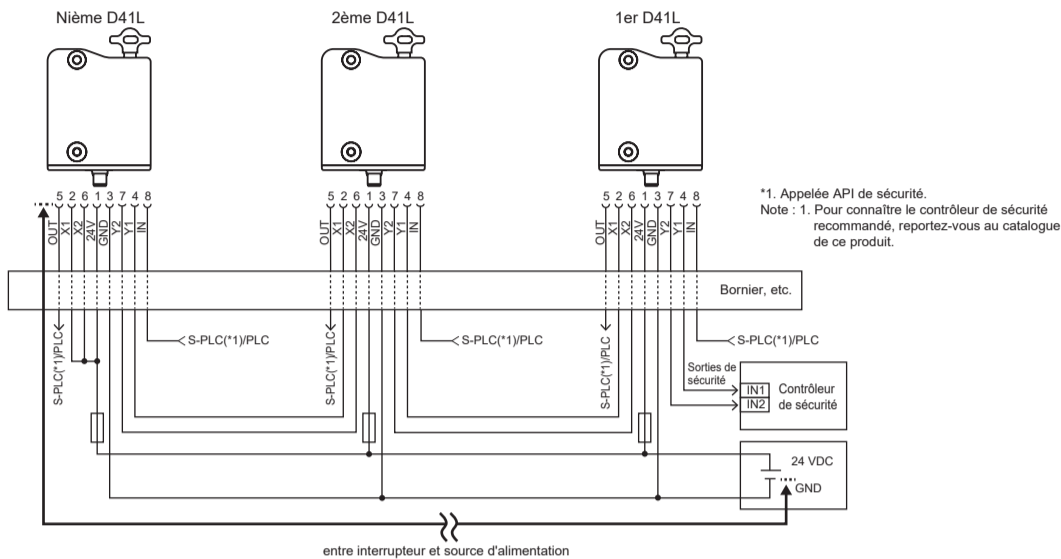 Nième D41L
2ème D41L
1er D41L
5 2 6 1 3 7 4 8
OUT
X1
X2
24V
GND
Y2
Y1
IN
5 2 6 1 3 7 4 8
OUT
X1
X2
24V
GND
Y2
Y1
IN
5 2 6 1 3 7 4 8
OUT
X1
X2
24V
GND
Y2
Y1
IN
*1. Appelée API de sécurité.
Note : 1. Pour connaître le contrôleur de sécurité
recommandé, reportez-vous au catalogue
de ce produit.
Bornier, etc.
S-PLC(*1)/PLC
S-PLC(*1)/PLC
S-PLC(*1)/PLC
S-PLC(*1)/PLC
S-PLC(*1)/PLC
S-PLC(*1)/PLC
Sorties de
sécurité
IN1
IN2
Contrôleur
de sécurité
24 VDC
GND
entre interrupteur et source d'alimentation